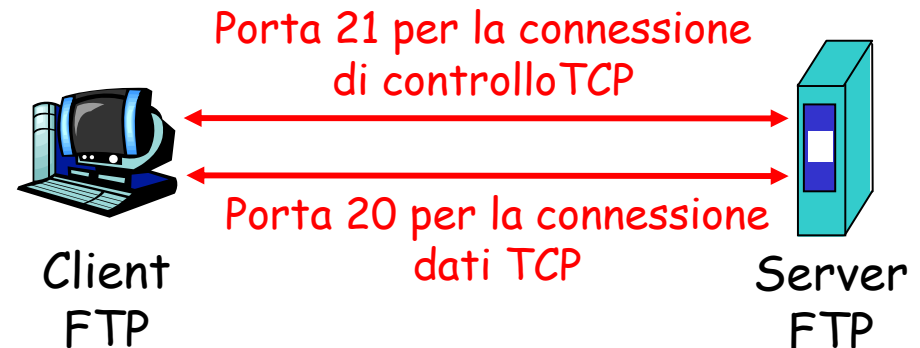 Porta 21 per la connessione
di controlloTCP
Porta 20 per la connessione
dati TCP
Client
FTP
Server
FTP